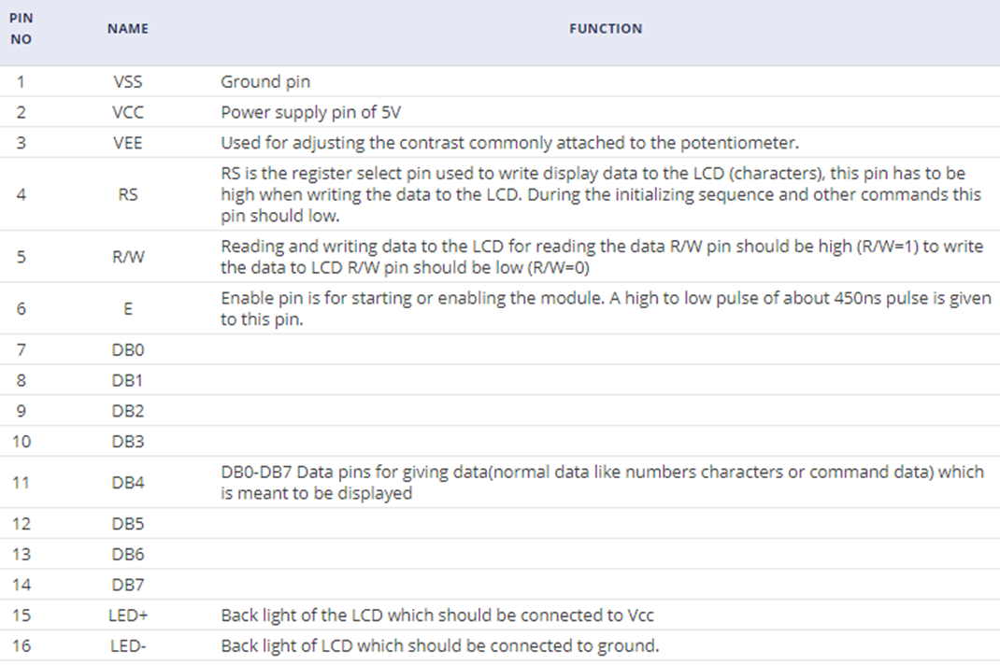 PIN
NO
NAME
FUNCTION
1 VSS Ground pin
2 VCC Power supply pin of 5V
3 VEE Used for adjusting the contrast commonly attached to the potentiometer.
4 RS RS is the register select pin used to write display data to the LCD (characters), this pin has to be
high when writing the data to the LCD. During the initializing sequence and other commands this
pin should low.
5 R/W Reading and writing data to the LCD for reading the data R/W pin should be high (R/W=1) to write
the data to LCD R/W pin should be low (R/W=0)
6 E Enable pin is for starting or enabling the module. A high to low pulse of about 450ns pulse is given
to this pin.
7 DB0
8 DB1
9 DB2
10 DB3
11 DB4 DB0-DB7 Data pins for giving data(normal data like numbers characters or command data) which
is meant to be displayed
12 DB5
13 DB6
14 DB7
15 LED+ Back light of the LCD which should be connected to Vcc
16 LED- Back light of LCD which should be connected to ground.